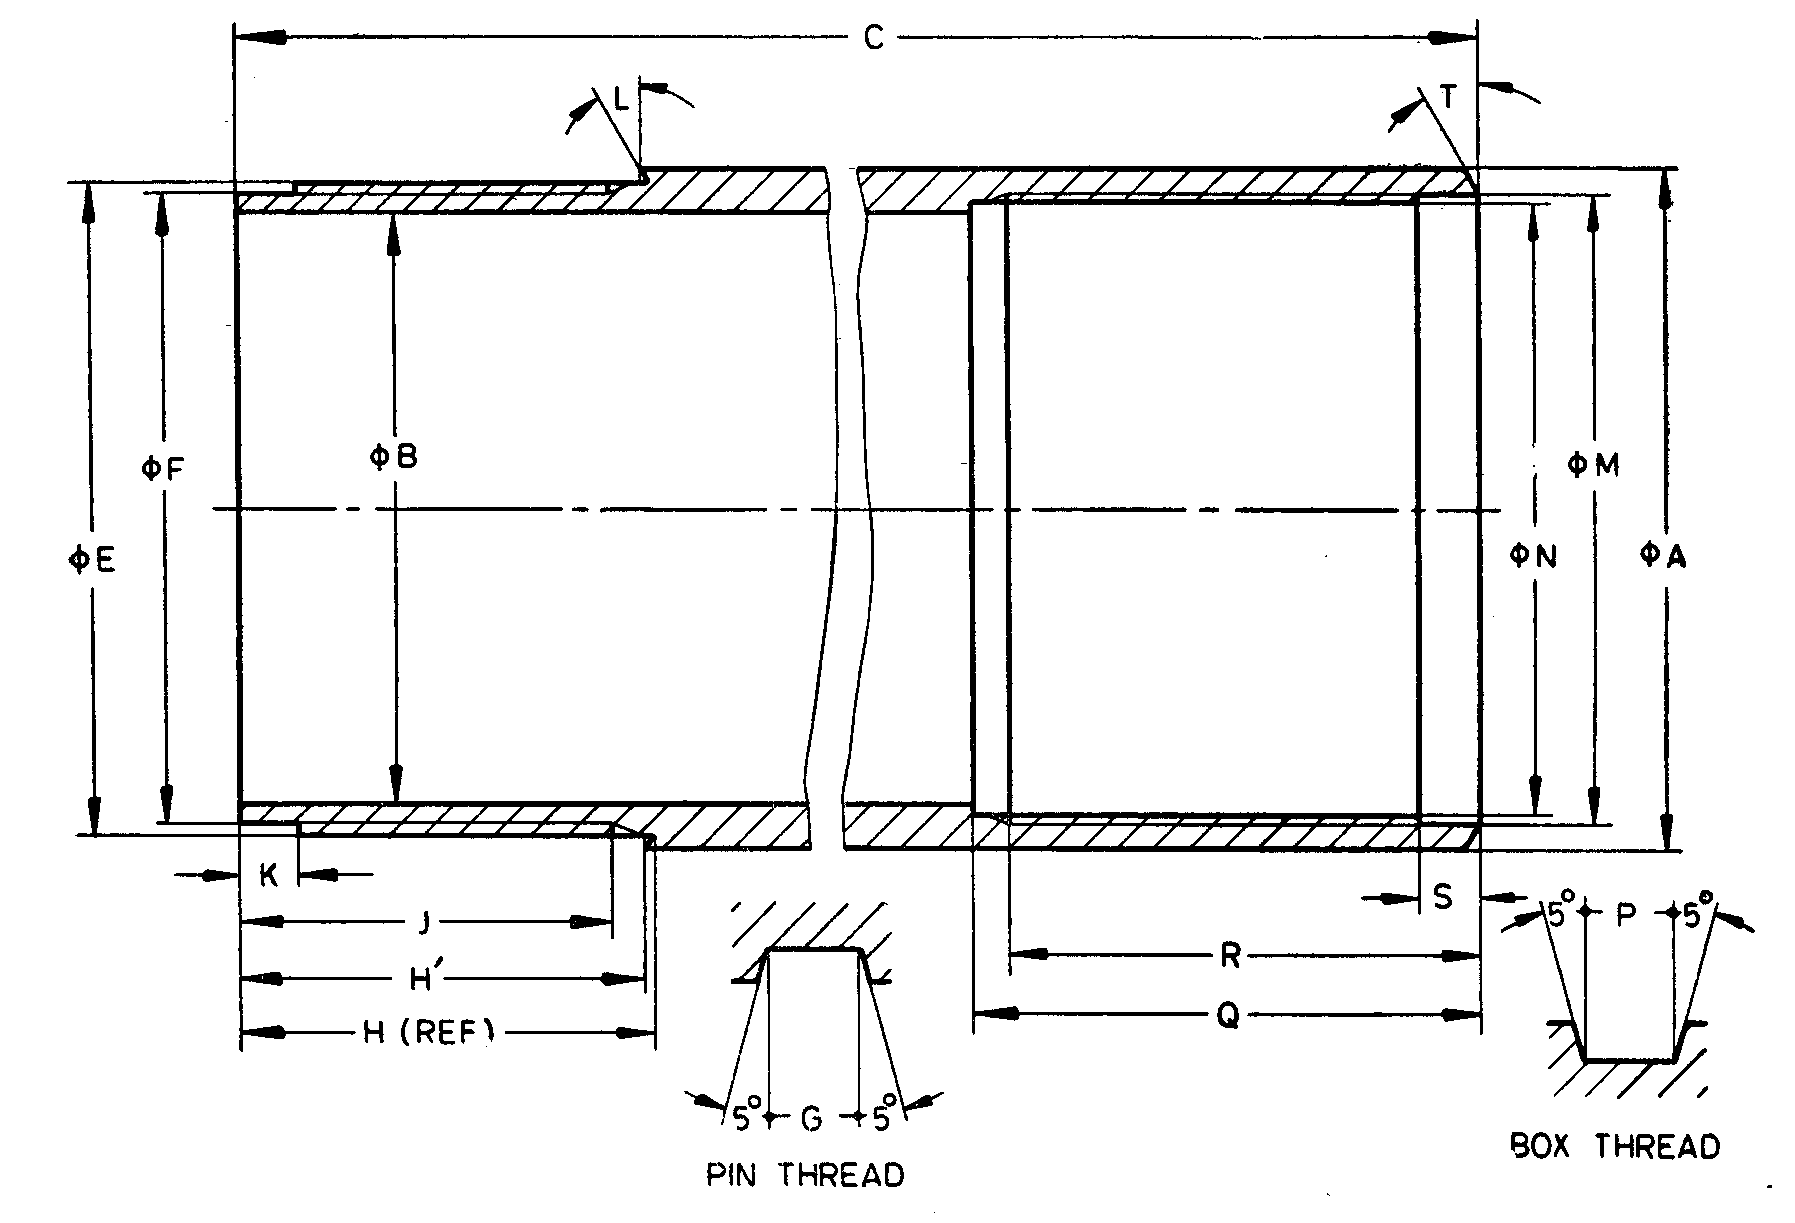 C
L
T
ΦB
ΦF
ΦM
ΦE
ΦN
ΦA
K
S
5° P 5°
J
R
H′
Q
H (REF)
5° G 5°
BOX THREAD
PIN THREAD